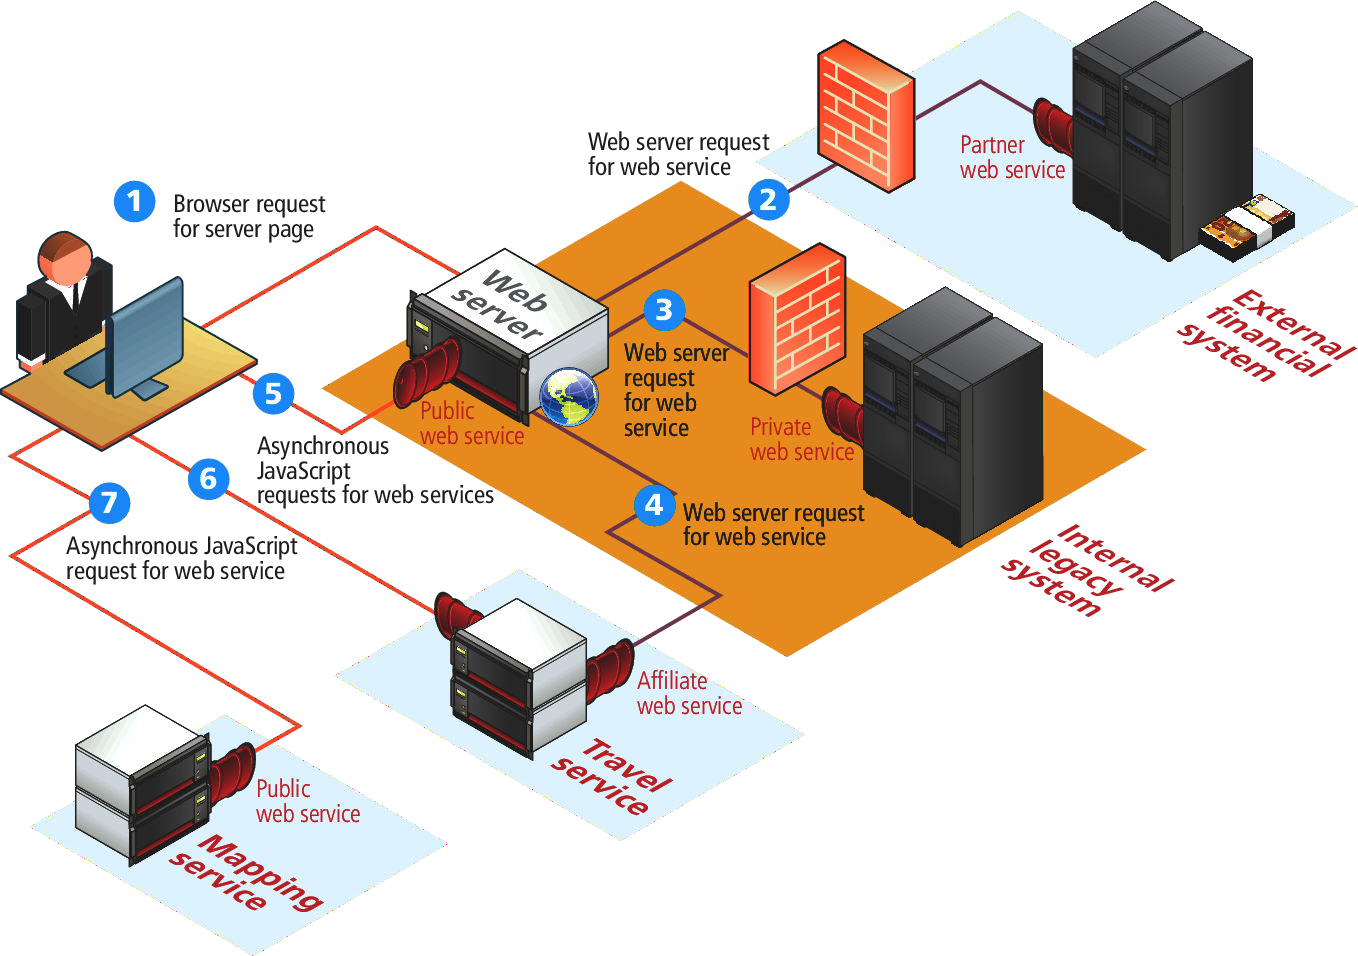 1
Browser request
for server page
Web server request
for web service
2
Partner
web service
External
financial
system
Web
server
3
Web server
request
for web
service
Public
web service
Private
web service
5
Asynchronous
JavaScript
requests for web services
6
4
Web server request
for web service
7
Asynchronous JavaScript
request for web service
Internal
legacy
system
Affiliate
web service
Travel
service
Public
web service
Mapping
service